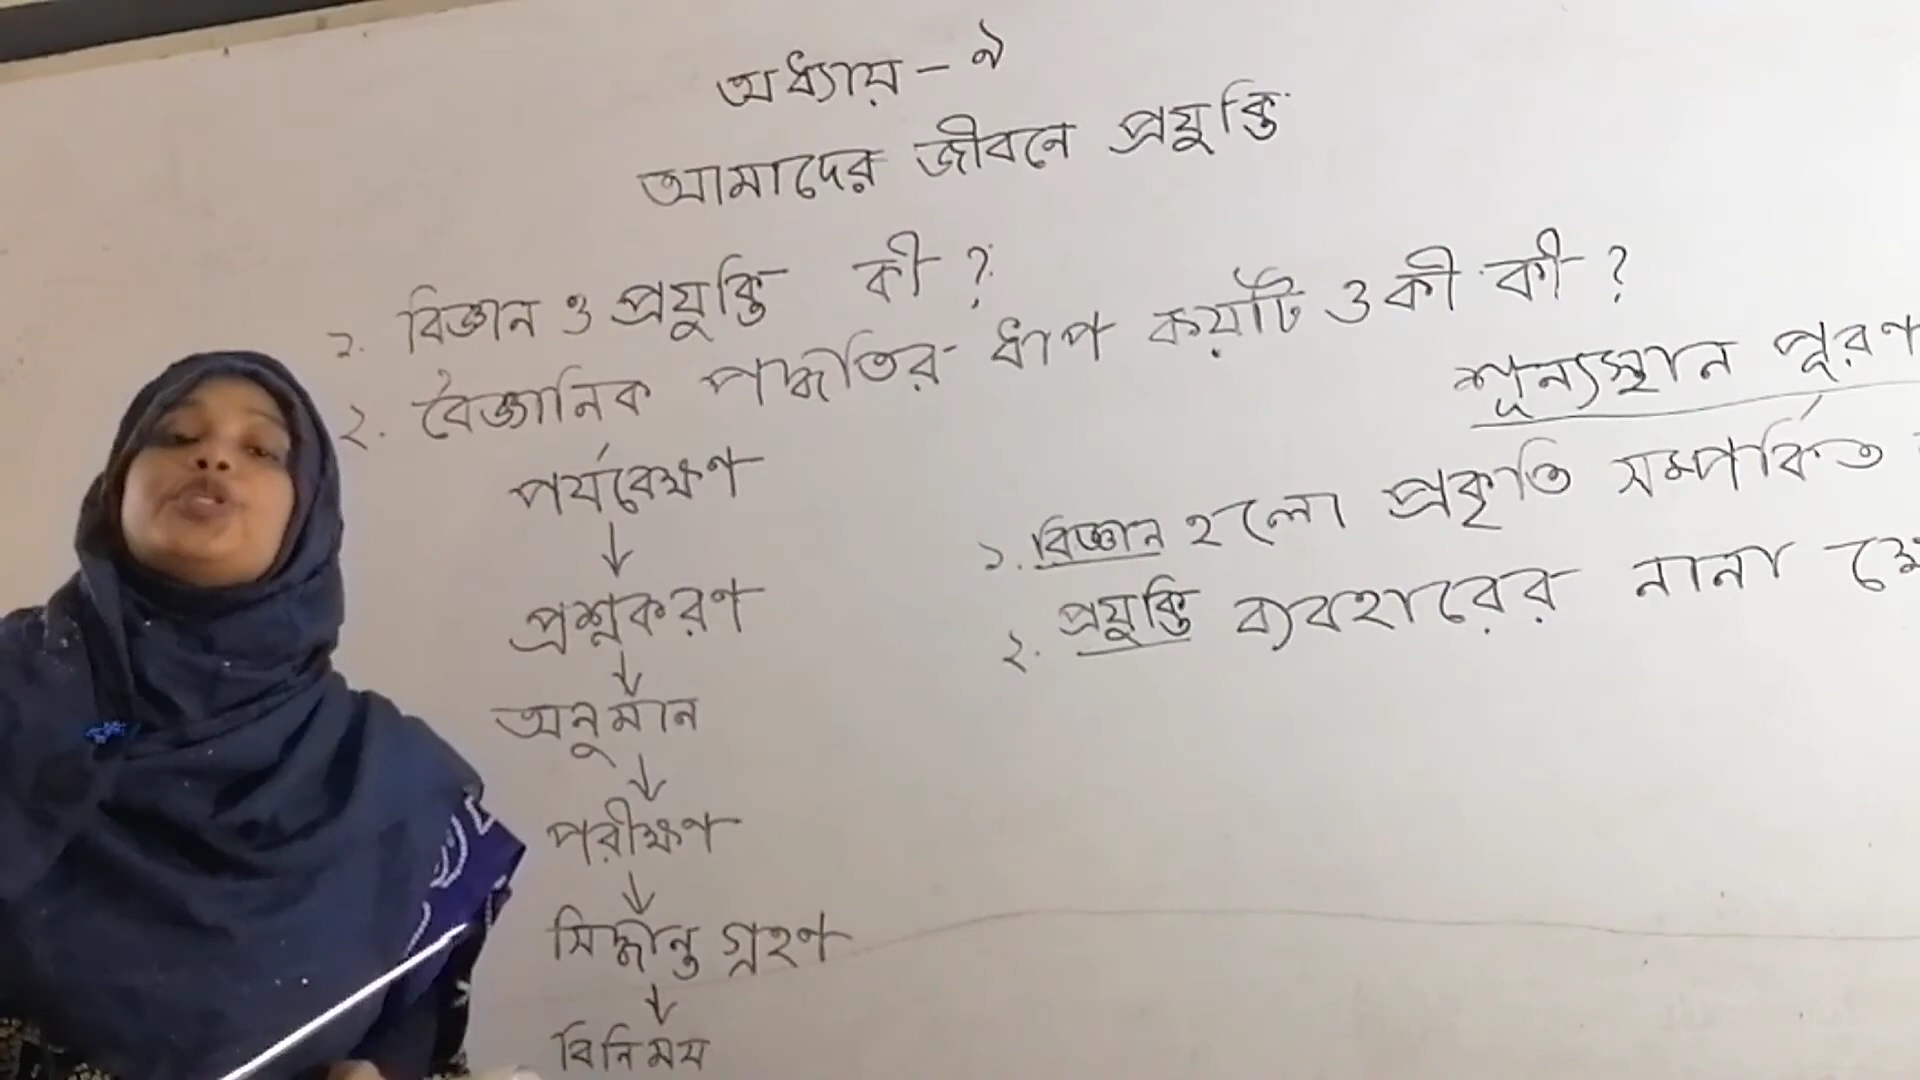 অধ্যায় - ৯
আমাদের জীবনে প্রযুক্তি
১. বিজ্ঞান ও প্রযুক্তি কী ?
২. বৈজ্ঞানিক পদ্ধতির ধাপ কয়টি ও কী কী ?
পর্যবেক্ষণ
↓
প্রশ্নকরণ
↓
অনুমান
↓
পরীক্ষণ
↓
সিদ্ধান্ত গ্রহণ
↓
বিনিময়
শূন্যস্থান পূরণ
১. বিজ্ঞান হলো প্রকৃতি সম্পর্কিত
২. প্রযুক্তি ব্যবহারের নানা